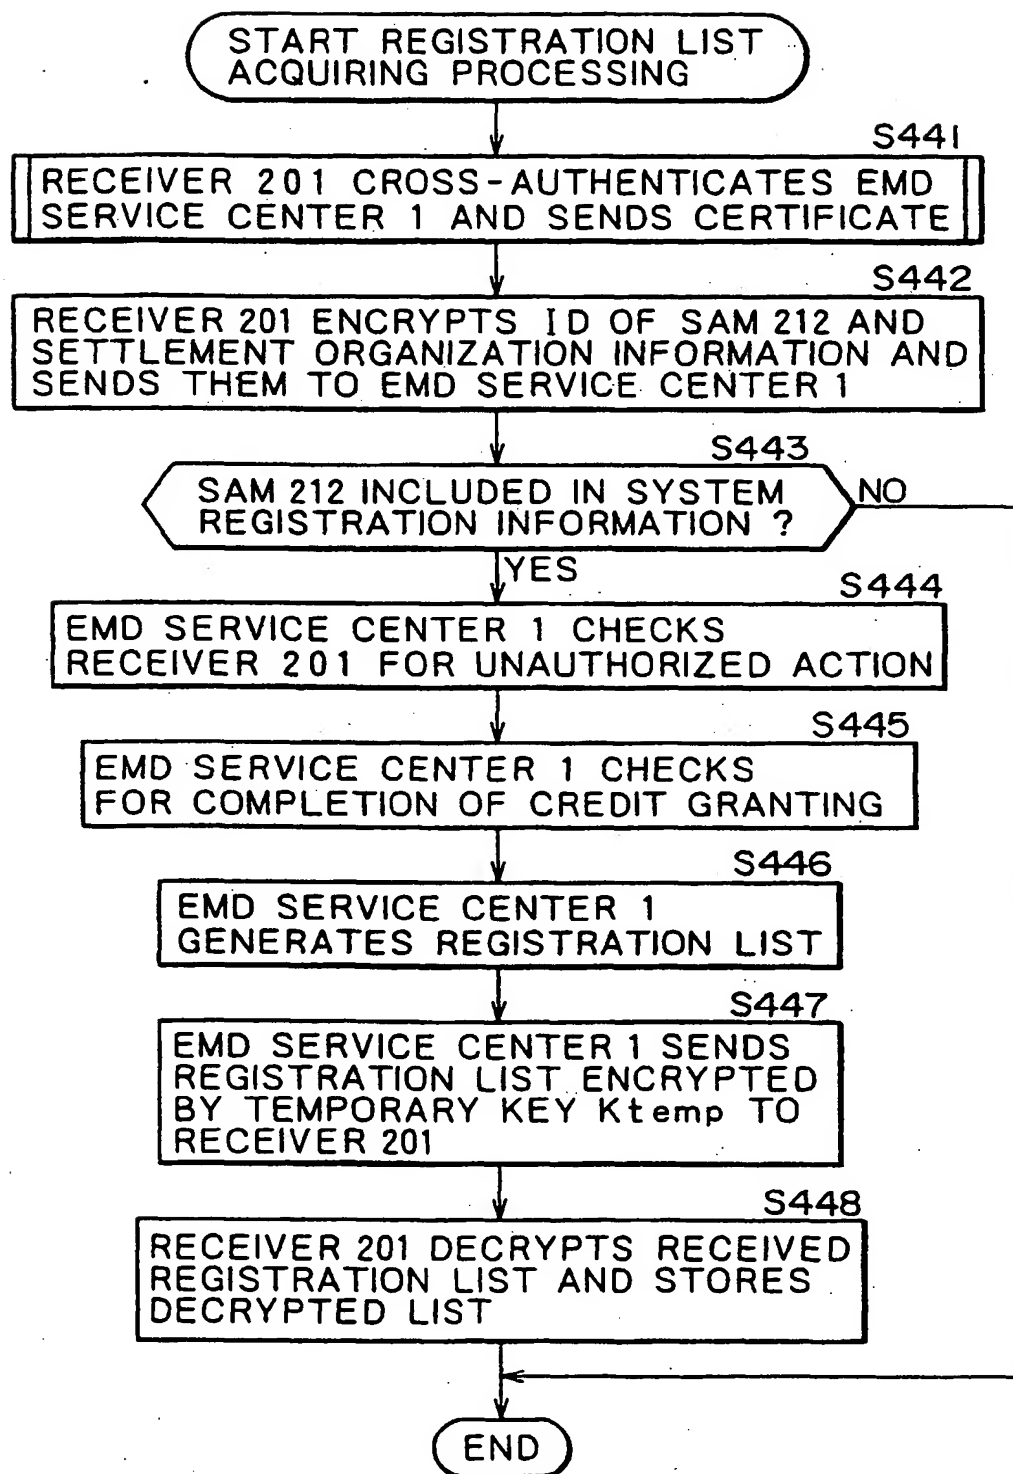 START REGISTRATION LIST
ACQUIRING PROCESSING
S441
RECEIVER 201 CROSS-AUTHENTICATES EMD
SERVICE CENTER 1 AND SENDS CERTIFICATE
S442
RECEIVER 201 ENCRYPTS ID OF SAM 212 AND
SETTLEMENT ORGANIZATION INFORMATION AND
SENDS THEM TO EMD SERVICE CENTER 1
S443
SAM 212 INCLUDED IN SYSTEM
REGISTRATION INFORMATION ?
NO
YES
S444
EMD SERVICE CENTER 1 CHECKS
RECEIVER 201 FOR UNAUTHORIZED ACTION
S445
EMD SERVICE CENTER 1 CHECKS
FOR COMPLETION OF CREDIT GRANTING
S446
EMD SERVICE CENTER 1
GENERATES REGISTRATION LIST
S447
EMD SERVICE CENTER 1 SENDS
REGISTRATION LIST ENCRYPTED
BY TEMPORARY KEY Ktemp TO
RECEIVER 201
S448
RECEIVER 201 DECRYPTS RECEIVED
REGISTRATION LIST AND STORES
DECRYPTED LIST
END